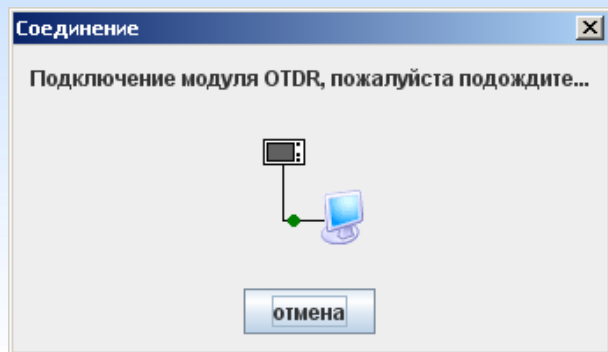 Соединение
Подключение модуля OTDR, пожалуйста подождите...
отмена